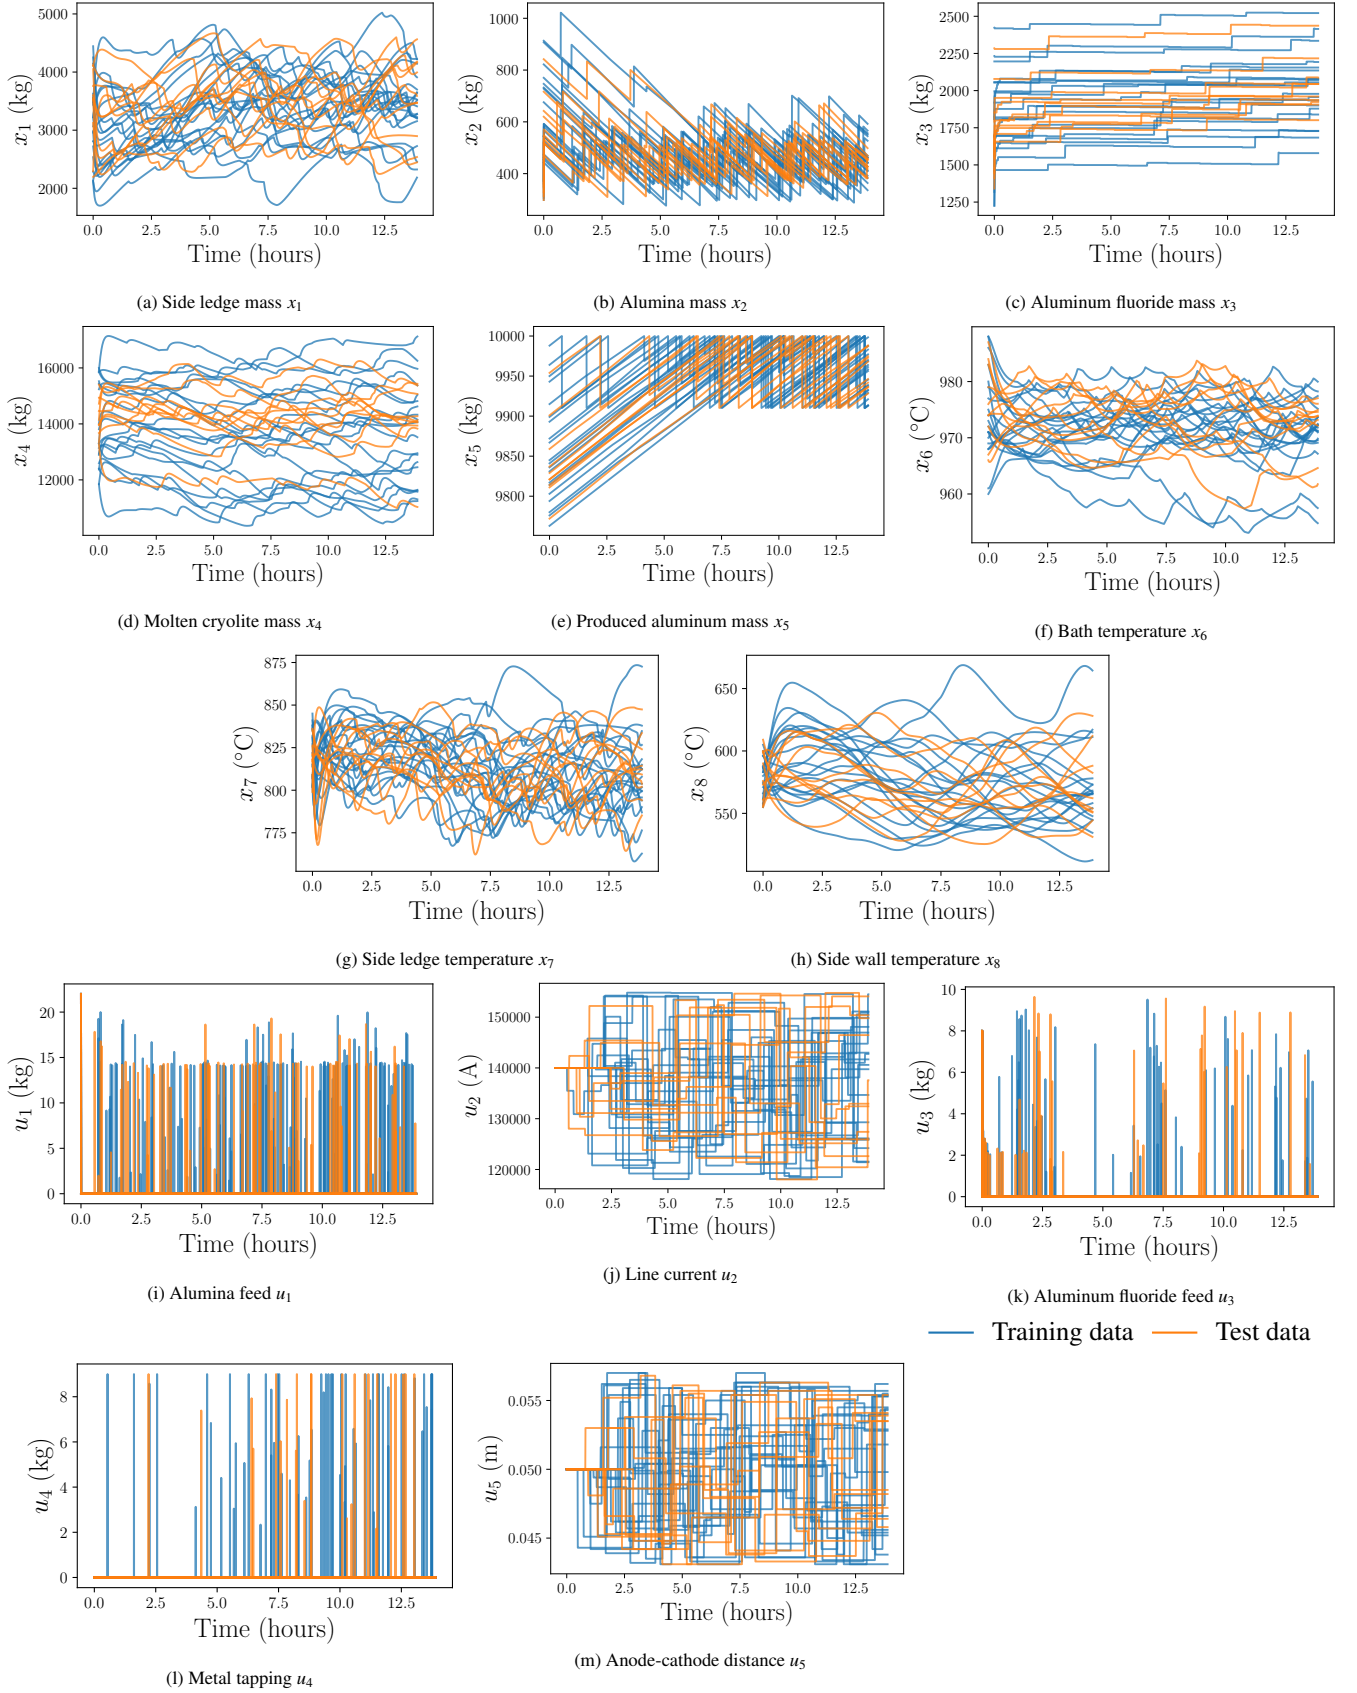 5000
4000
3000
2000
x1 (kg)
0.0 2.5 5.0 7.5 10.0 12.5
Time (hours)
(a) Side ledge mass x1
1000
800
600
400
x2 (kg)
0.0 2.5 5.0 7.5 10.0 12.5
Time (hours)
(b) Alumina mass x2
2500
2250
2000
1750
1500
1250
x3 (kg)
0.0 2.5 5.0 7.5 10.0 12.5
Time (hours)
(c) Aluminum fluoride mass x3
16000
14000
12000
x4 (kg)
0.0 2.5 5.0 7.5 10.0 12.5
Time (hours)
(d) Molten cryolite mass x4
10000
9950
9900
9850
9800
x5 (kg)
0.0 2.5 5.0 7.5 10.0 12.5
Time (hours)
(e) Produced aluminum mass x5
980
970
960
x6 (°C)
0.0 2.5 5.0 7.5 10.0 12.5
Time (hours)
(f) Bath temperature x6
875
850
825
800
775
x7 (°C)
0.0 2.5 5.0 7.5 10.0 12.5
Time (hours)
(g) Side ledge temperature x7
650
600
550
x8 (°C)
0.0 2.5 5.0 7.5 10.0 12.5
Time (hours)
(h) Side wall temperature x8
20
15
10
5
0
u1 (kg)
0.0 2.5 5.0 7.5 10.0 12.5
Time (hours)
(i) Alumina feed u1
150000
140000
130000
120000
u2 (A)
0.0 2.5 5.0 7.5 10.0 12.5
Time (hours)
(j) Line current u2
10
8
6
4
2
0
u3 (kg)
0.0 2.5 5.0 7.5 10.0 12.5
Time (hours)
(k) Aluminum fluoride feed u3
Training data Test data
8
6
4
2
0
u4 (kg)
0.0 2.5 5.0 7.5 10.0 12.5
Time (hours)
(l) Metal tapping u4
0.055
0.050
0.045
u5 (m)
0.0 2.5 5.0 7.5 10.0 12.5
Time (hours)
(m) Anode-cathode distance u5